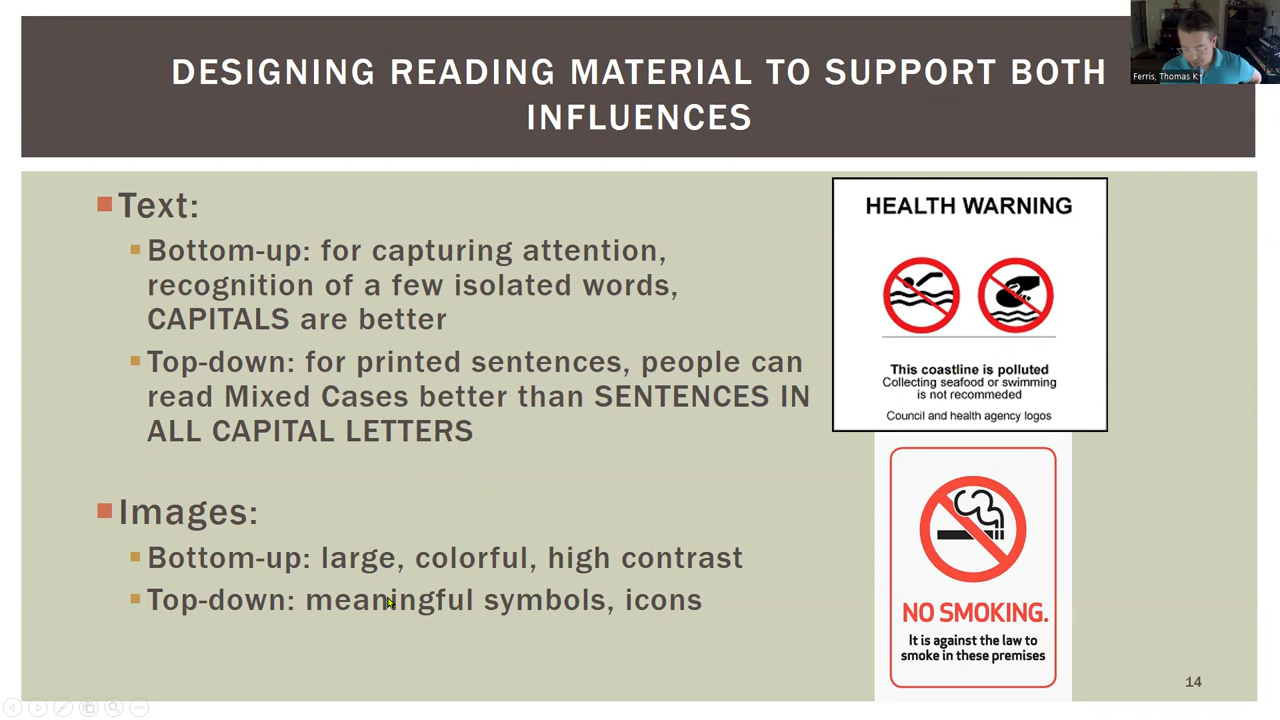 DESIGNING READING MATERIAL TO SUPPORT BOTH
INFLUENCES
Ferris, Thomas K
Text:
Bottom-up: for capturing attention,
recognition of a few isolated words,
CAPITALS are better
Top-down: for printed sentences, people can
read Mixed Cases better than SENTENCES IN
ALL CAPITAL LETTERS
Images:
Bottom-up: large, colorful, high contrast
Top-down: meaningful symbols, icons
HEALTH WARNING
This coastline is polluted
Collecting seafood or swimming
is not recommeded
Council and health agency logos
NO SMOKING.
It is against the law to
smoke in these premises
14